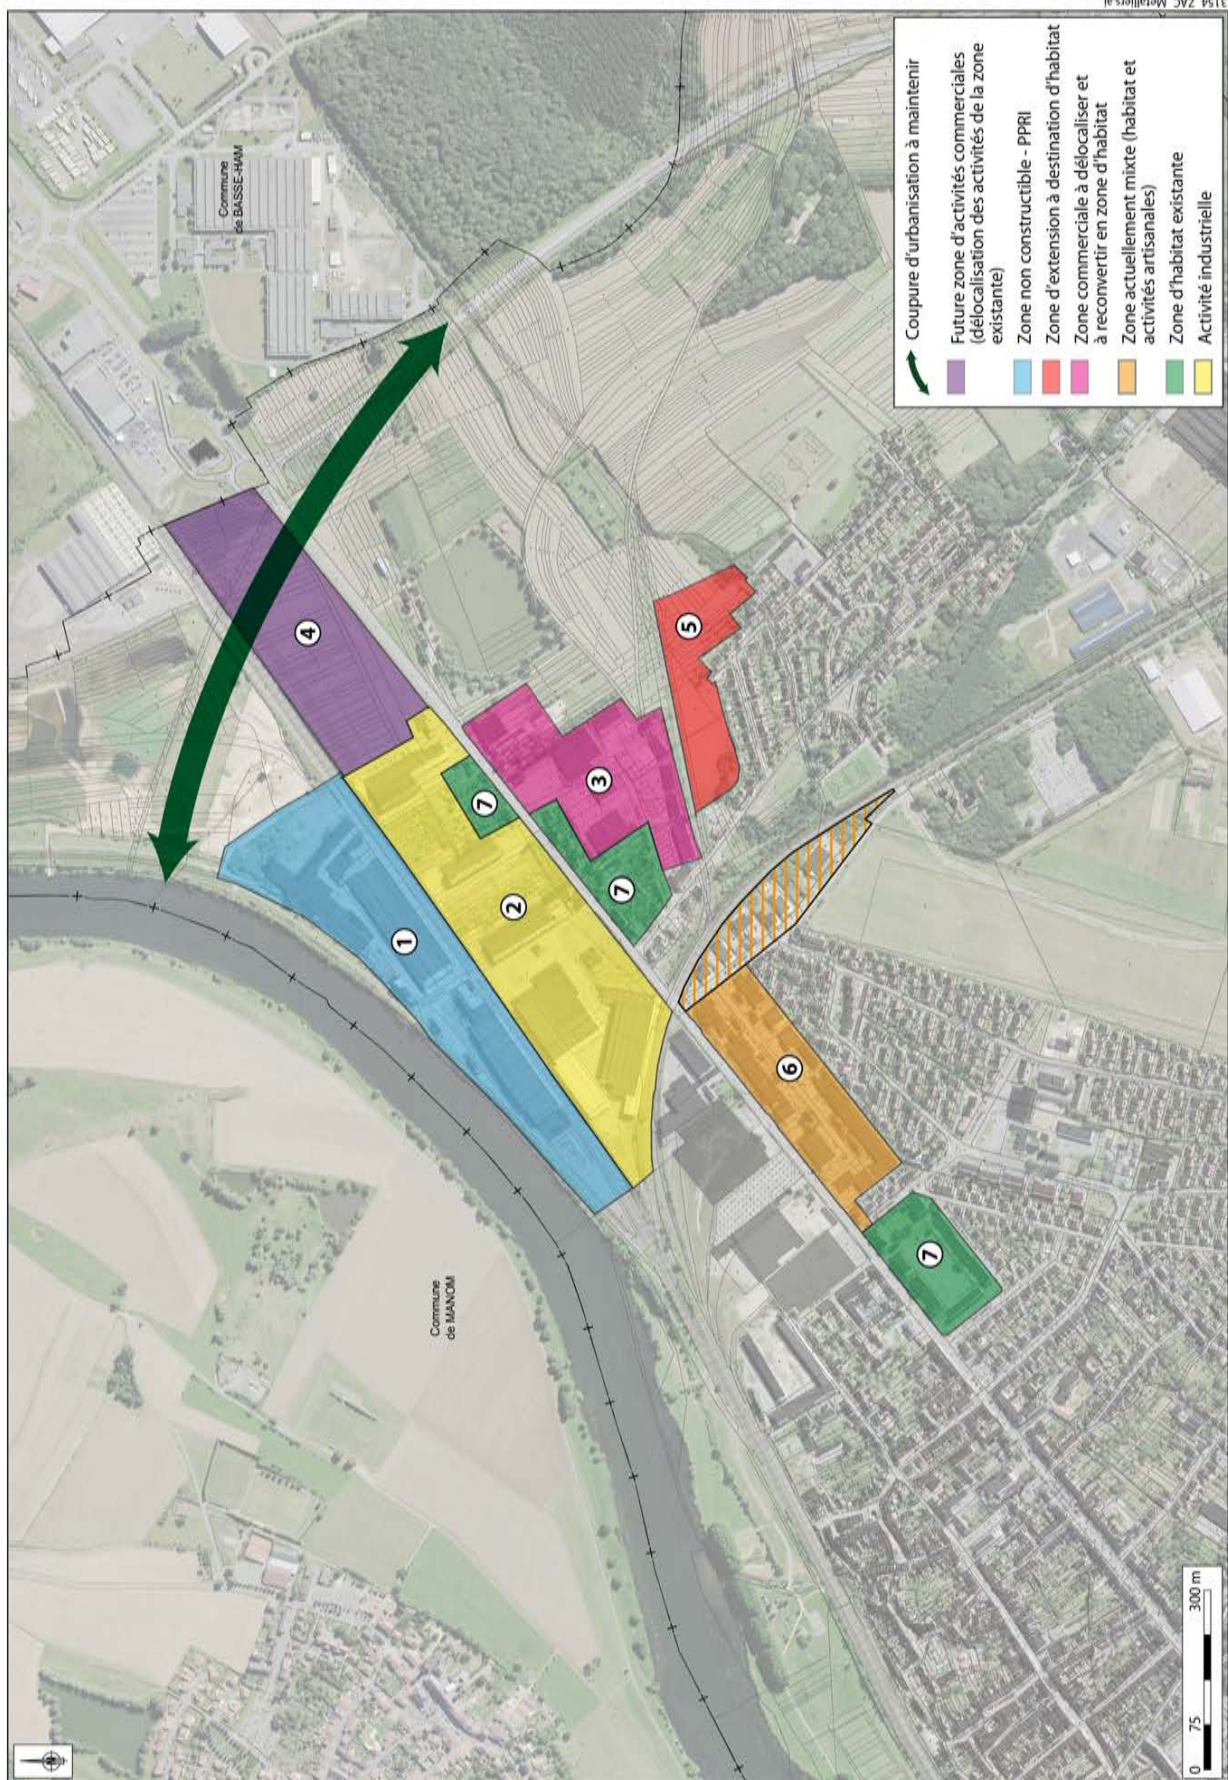 3154_ZAC_Metalliers.ai
Commune
de BASSE-HAM
Commune
de MANOM
1
2
3
4
5
6
7
7
7
Coupure d'urbanisation à maintenir
Future zone d'activités commerciales
(délocalisation des activités de la zone
existante)
Zone non constructible - PPRI
Zone d'extension à destination d'habitat
Zone commerciale à délocaliser et
à reconvertir en zone d'habitat
Zone actuellement mixte (habitat et
activités artisanales)
Zone d'habitat existante
Activité industrielle
N
0 75 300 m